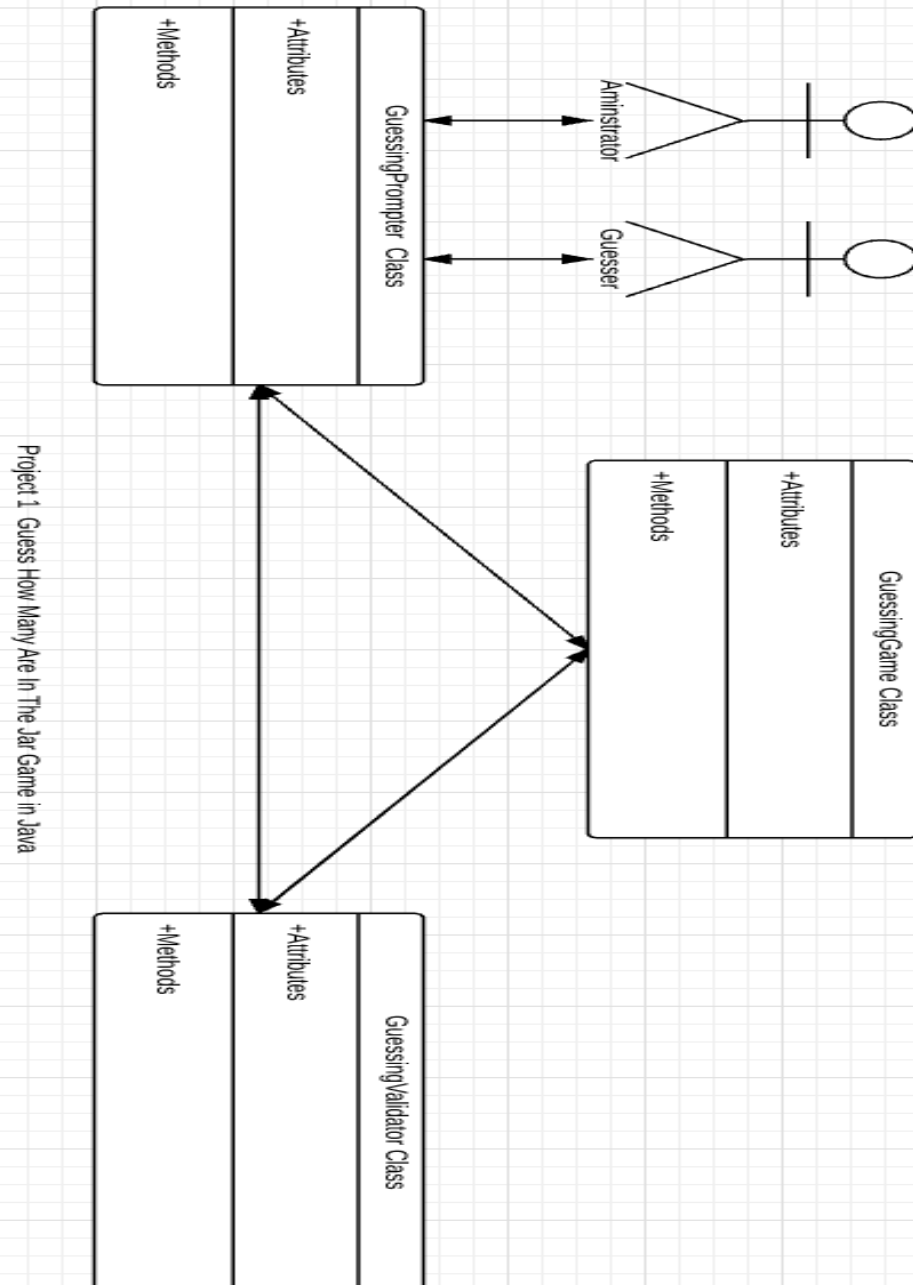 Aminstrator
Guesser
GuessingPrompter Class
+Attributes
+Methods
GuessingGame Class
+Attributes
+Methods
GuessingValidator Class
+Attributes
+Methods
Project 1 Guess How Many Are In The Jar Game in Java